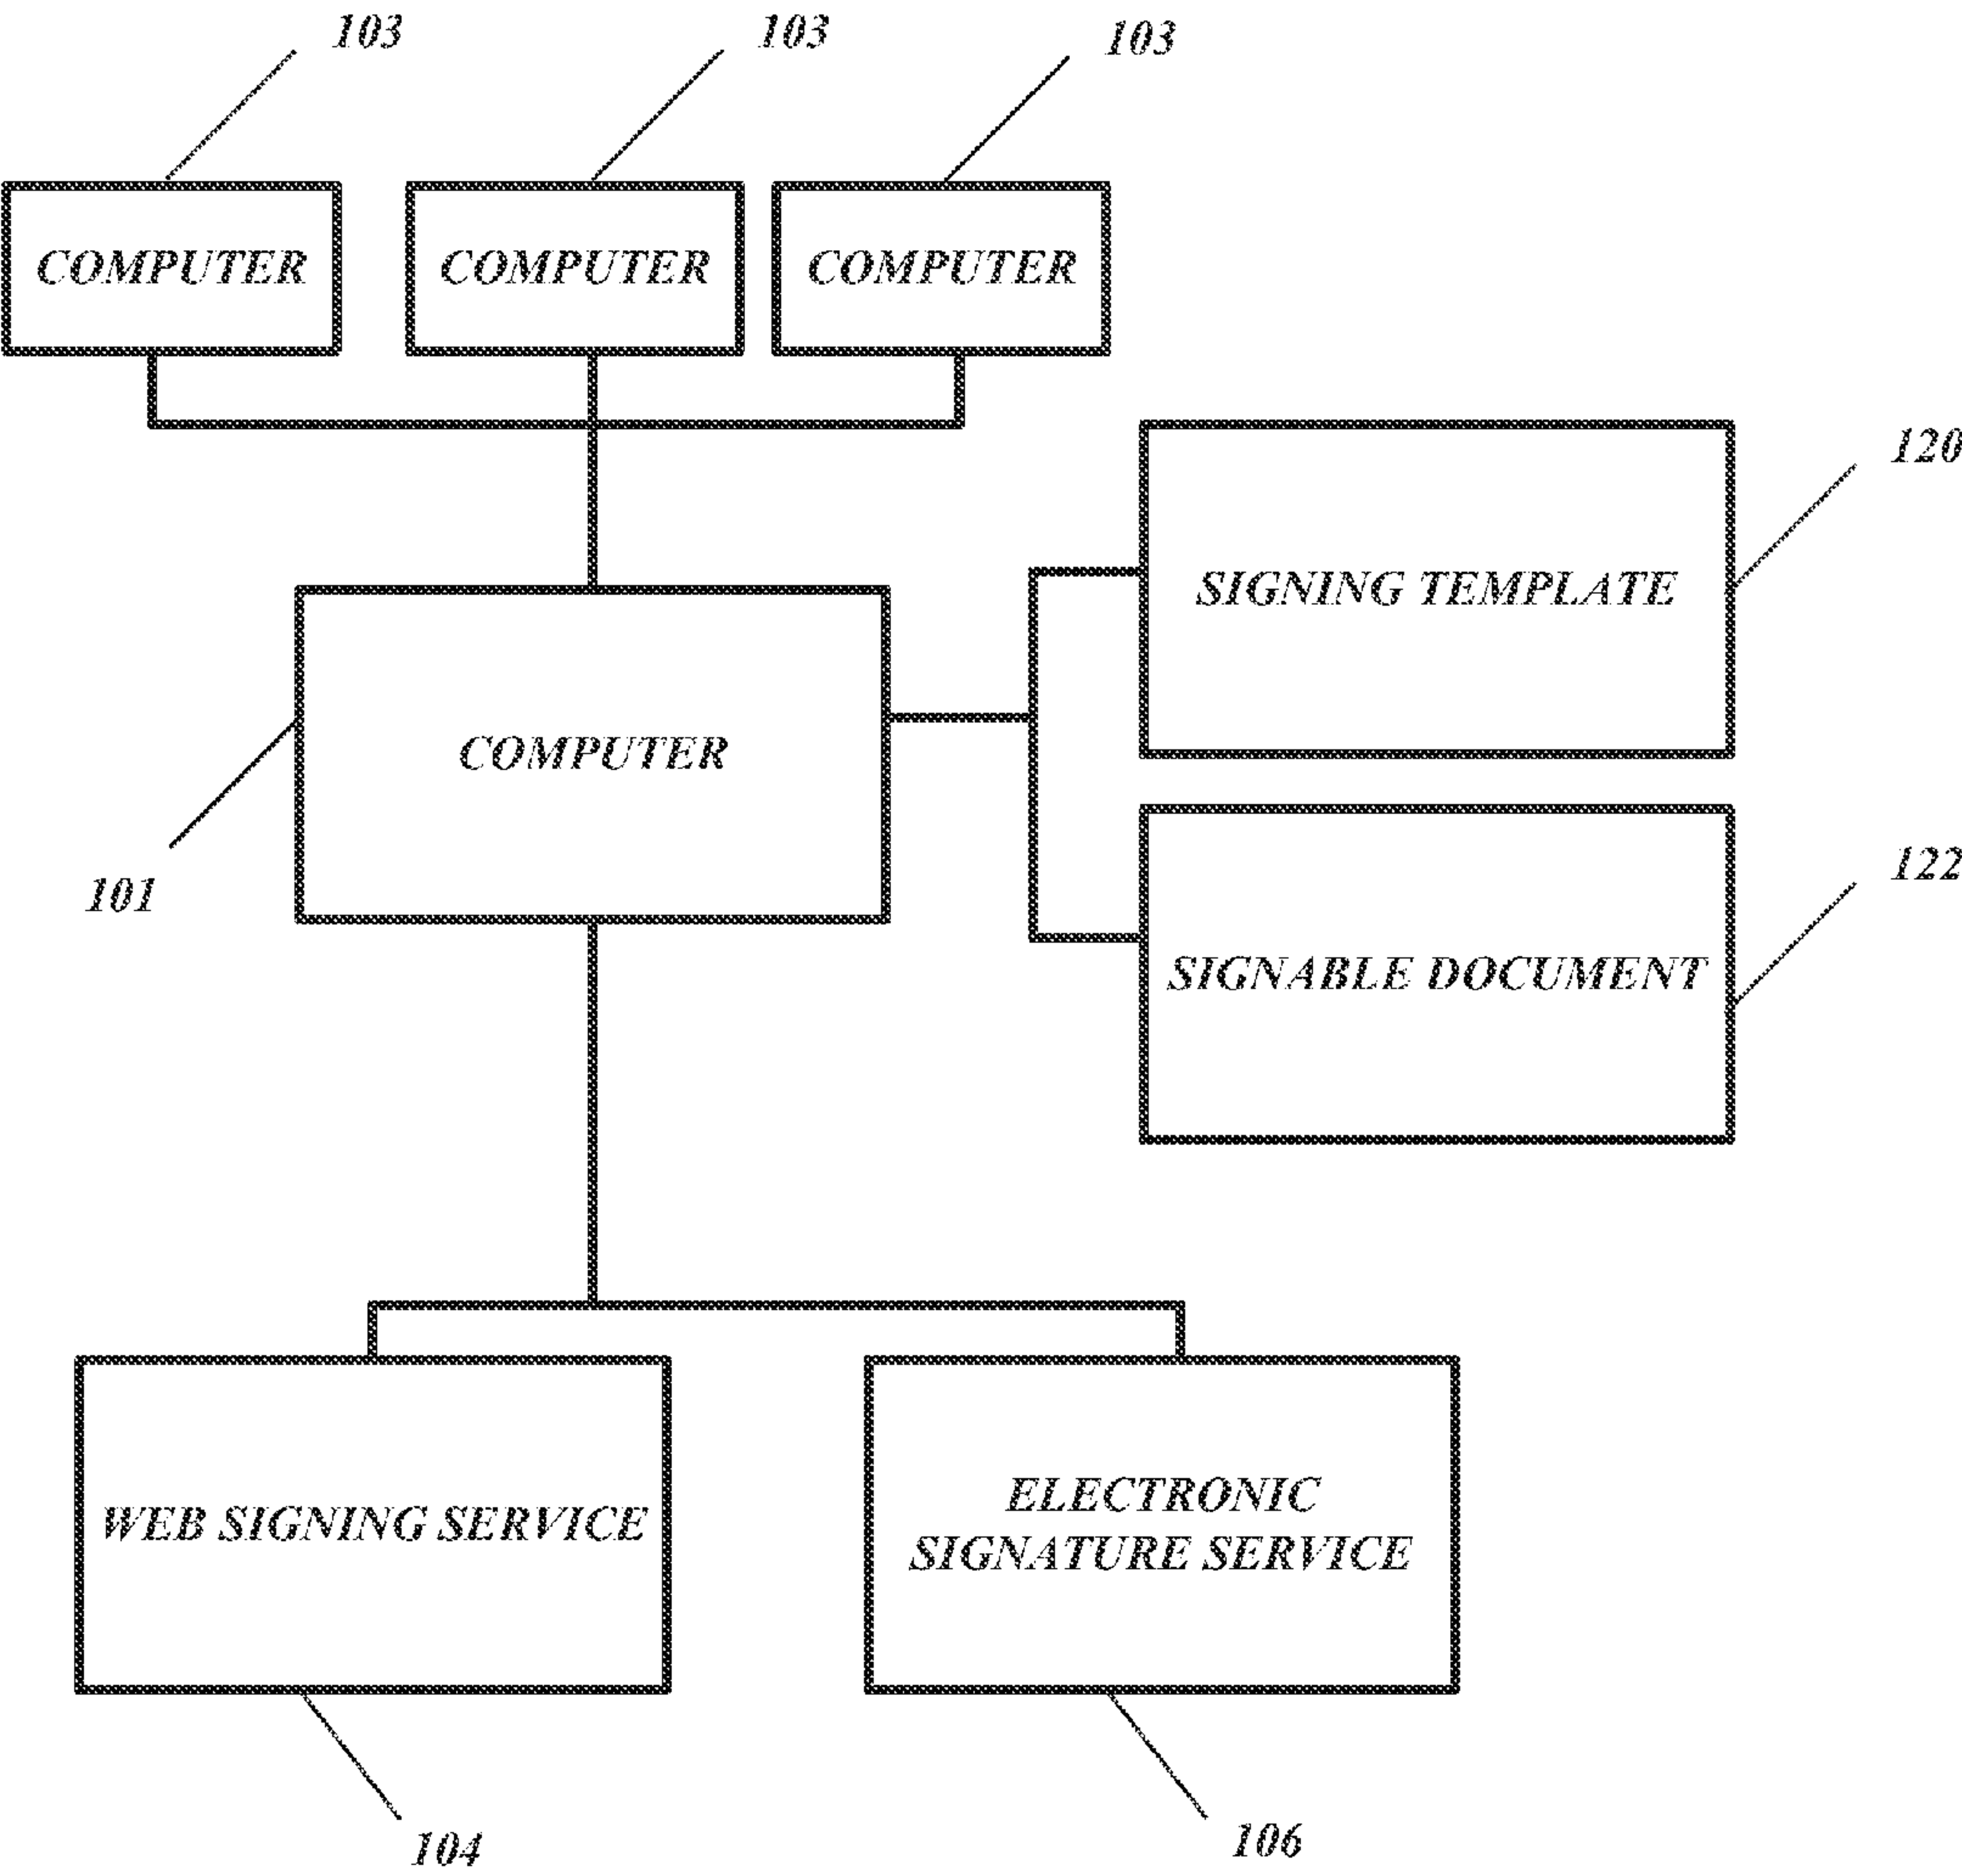 103
103
103
COMPUTER
COMPUTER
COMPUTER
120
SIGNING TEMPLATE
COMPUTER
101
122
SIGNABLE DOCUMENT
WEB SIGNING SERVICE
ELECTRONIC
SIGNATURE SERVICE
104
106